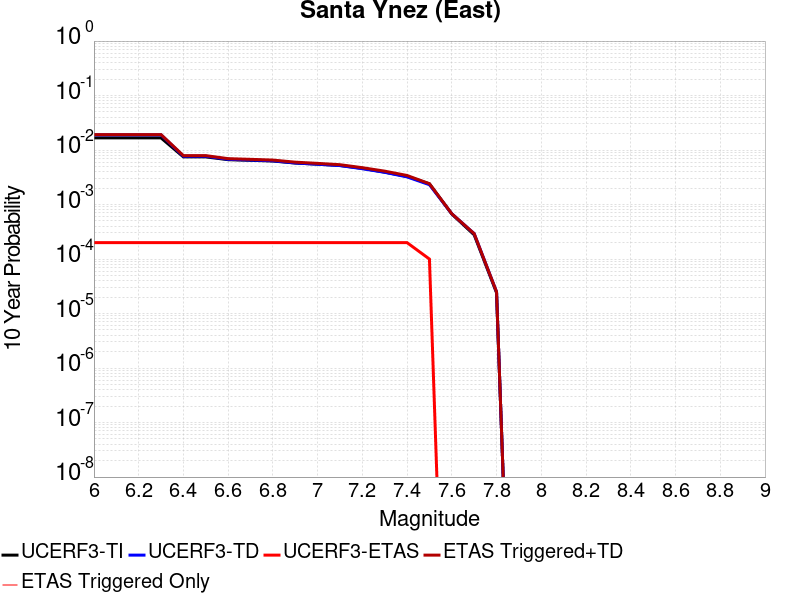 Santa Ynez (East)
10^0
10^-1
10^-2
10^-3
10^-4
10^-5
10^-6
10^-7
10^-8
10 Year Probability
6 6.2 6.4 6.6 6.8 7 7.2 7.4 7.6 7.8 8 8.2 8.4 8.6 8.8 9
Magnitude
UCERF3-TI UCERF3-TD UCERF3-ETAS ETAS Triggered+TD
ETAS Triggered Only